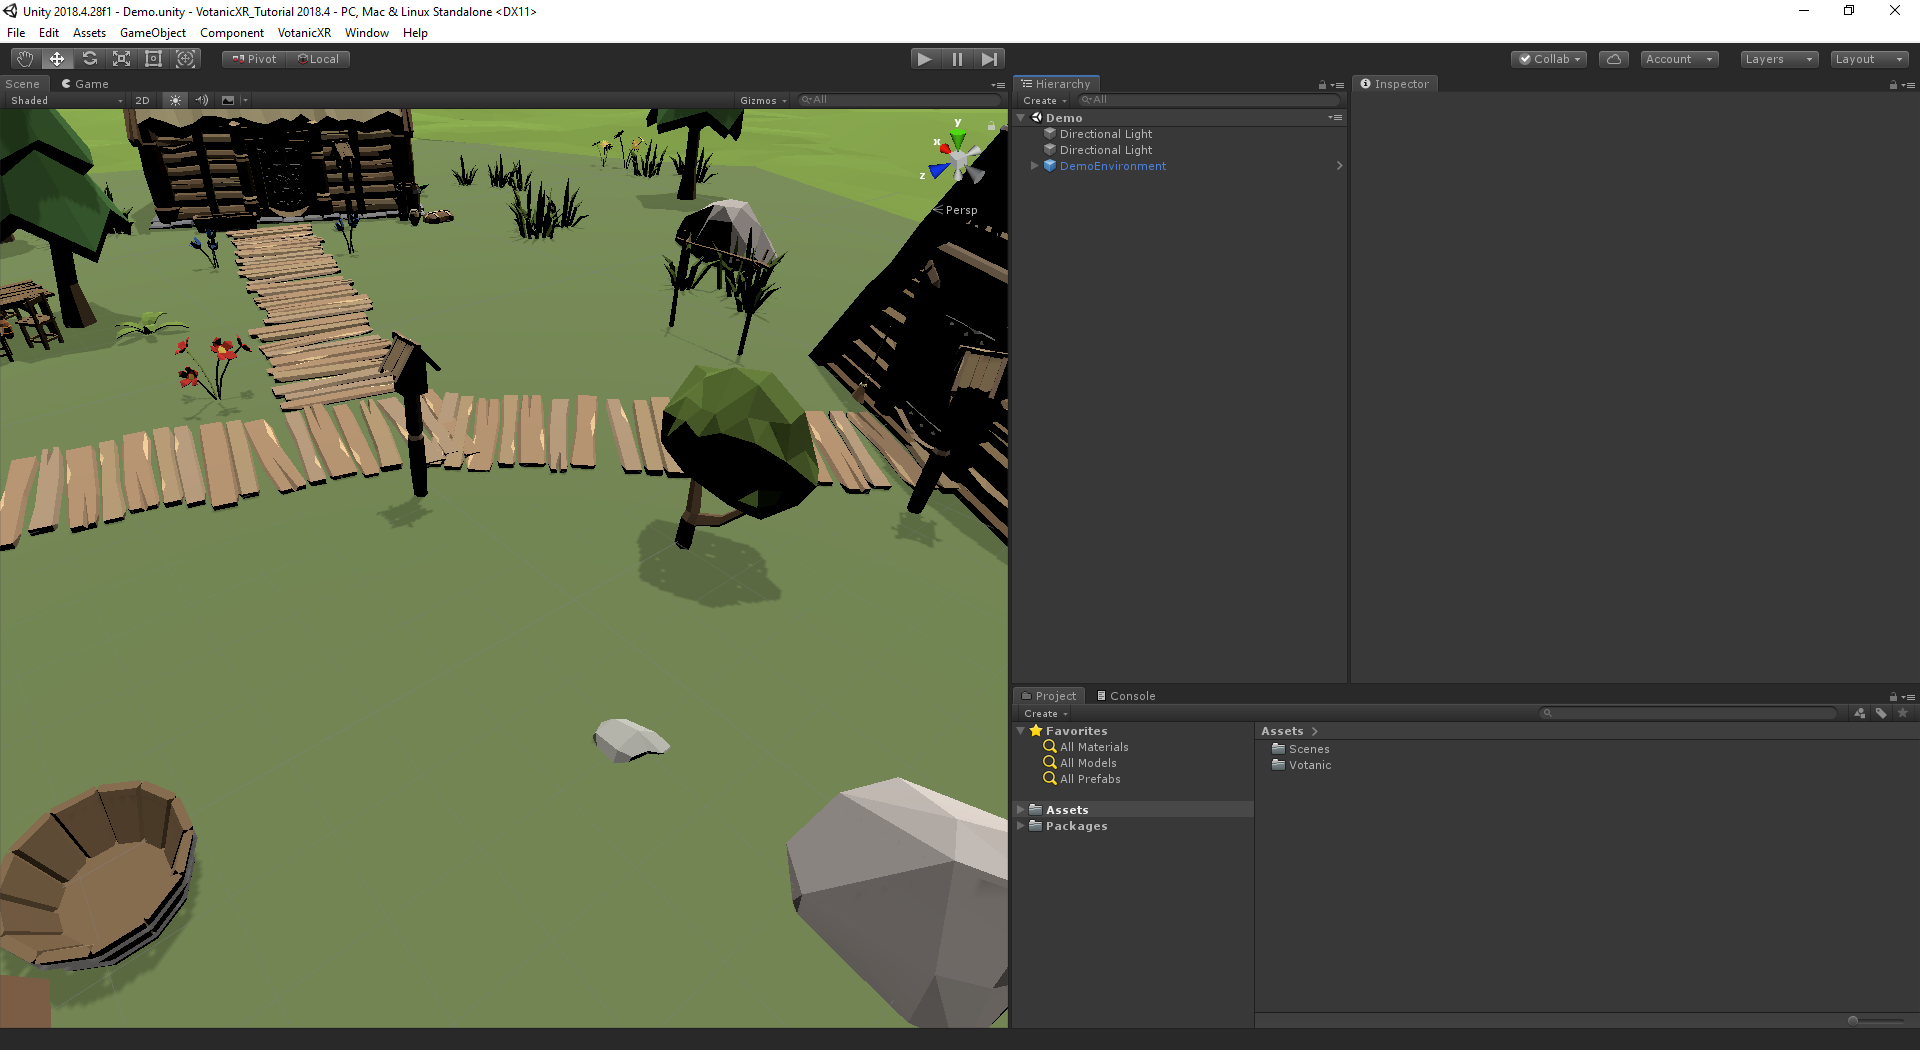 Unity 2018.4.28f1 - Demo.unity - VotanicXR_Tutorial 2018.4 - PC, Mac & Linux Standalone <DX11>
File Edit Assets GameObject Component VotanicXR Window Help
Pivot Local
Collab Account Layers Layout
Scene Game
Shaded 2D Gizmos All
y
x
z
Persp
Hierarchy
Create All
Demo
Directional Light
Directional Light
DemoEnvironment
Inspector
Project Console
Create
Favorites
All Materials
All Models
All Prefabs
Assets
Packages
Assets
Scenes
Votanic